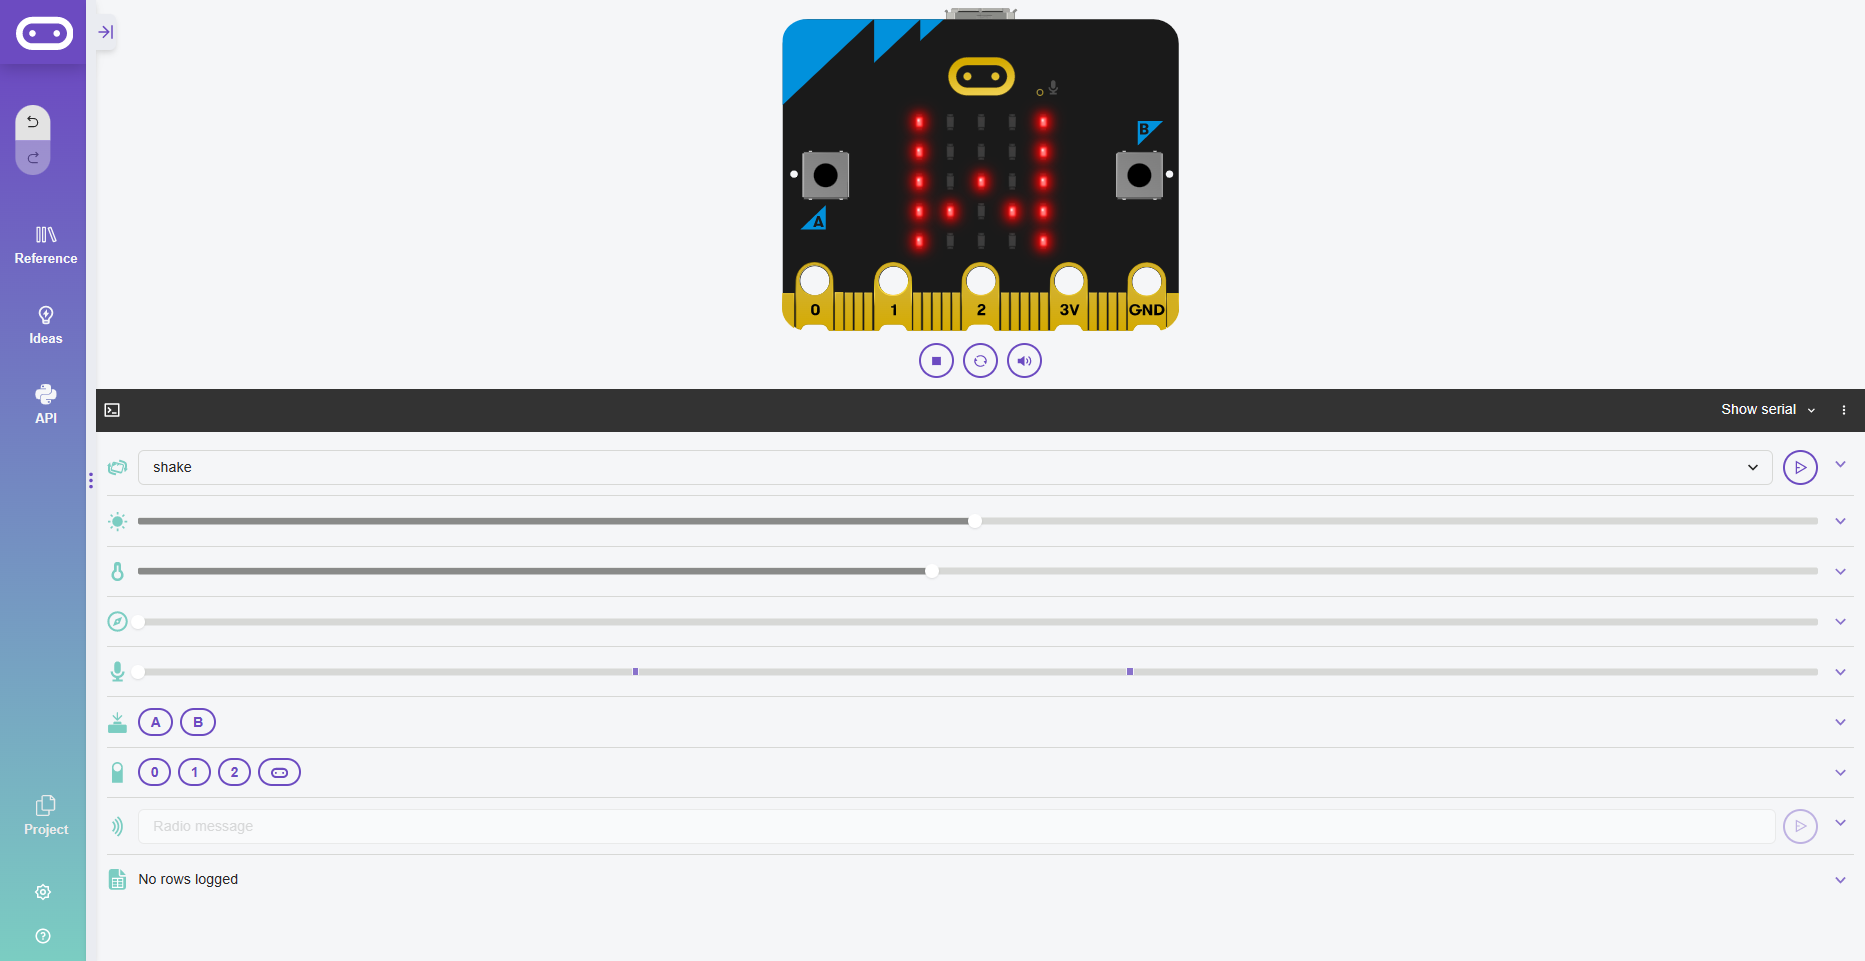 B
A
0 1 2 3V GND
Reference
Ideas
API
Show serial
shake
A B
0 1 2
Radio message
Project
No rows logged